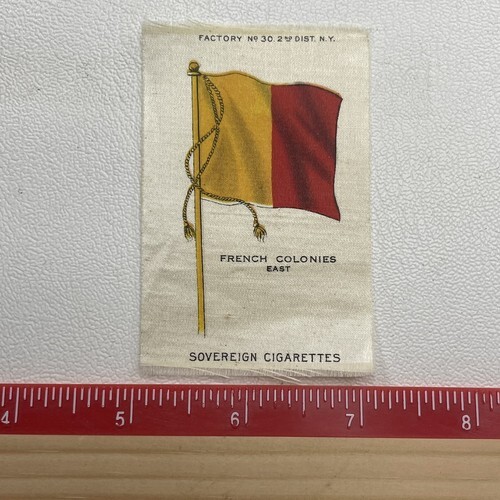 FACTORY Nº 30. 2ND DIST. N.Y.
FRENCH COLONIES
EAST
SOVEREIGN CIGARETTES
4 5 6 7 8